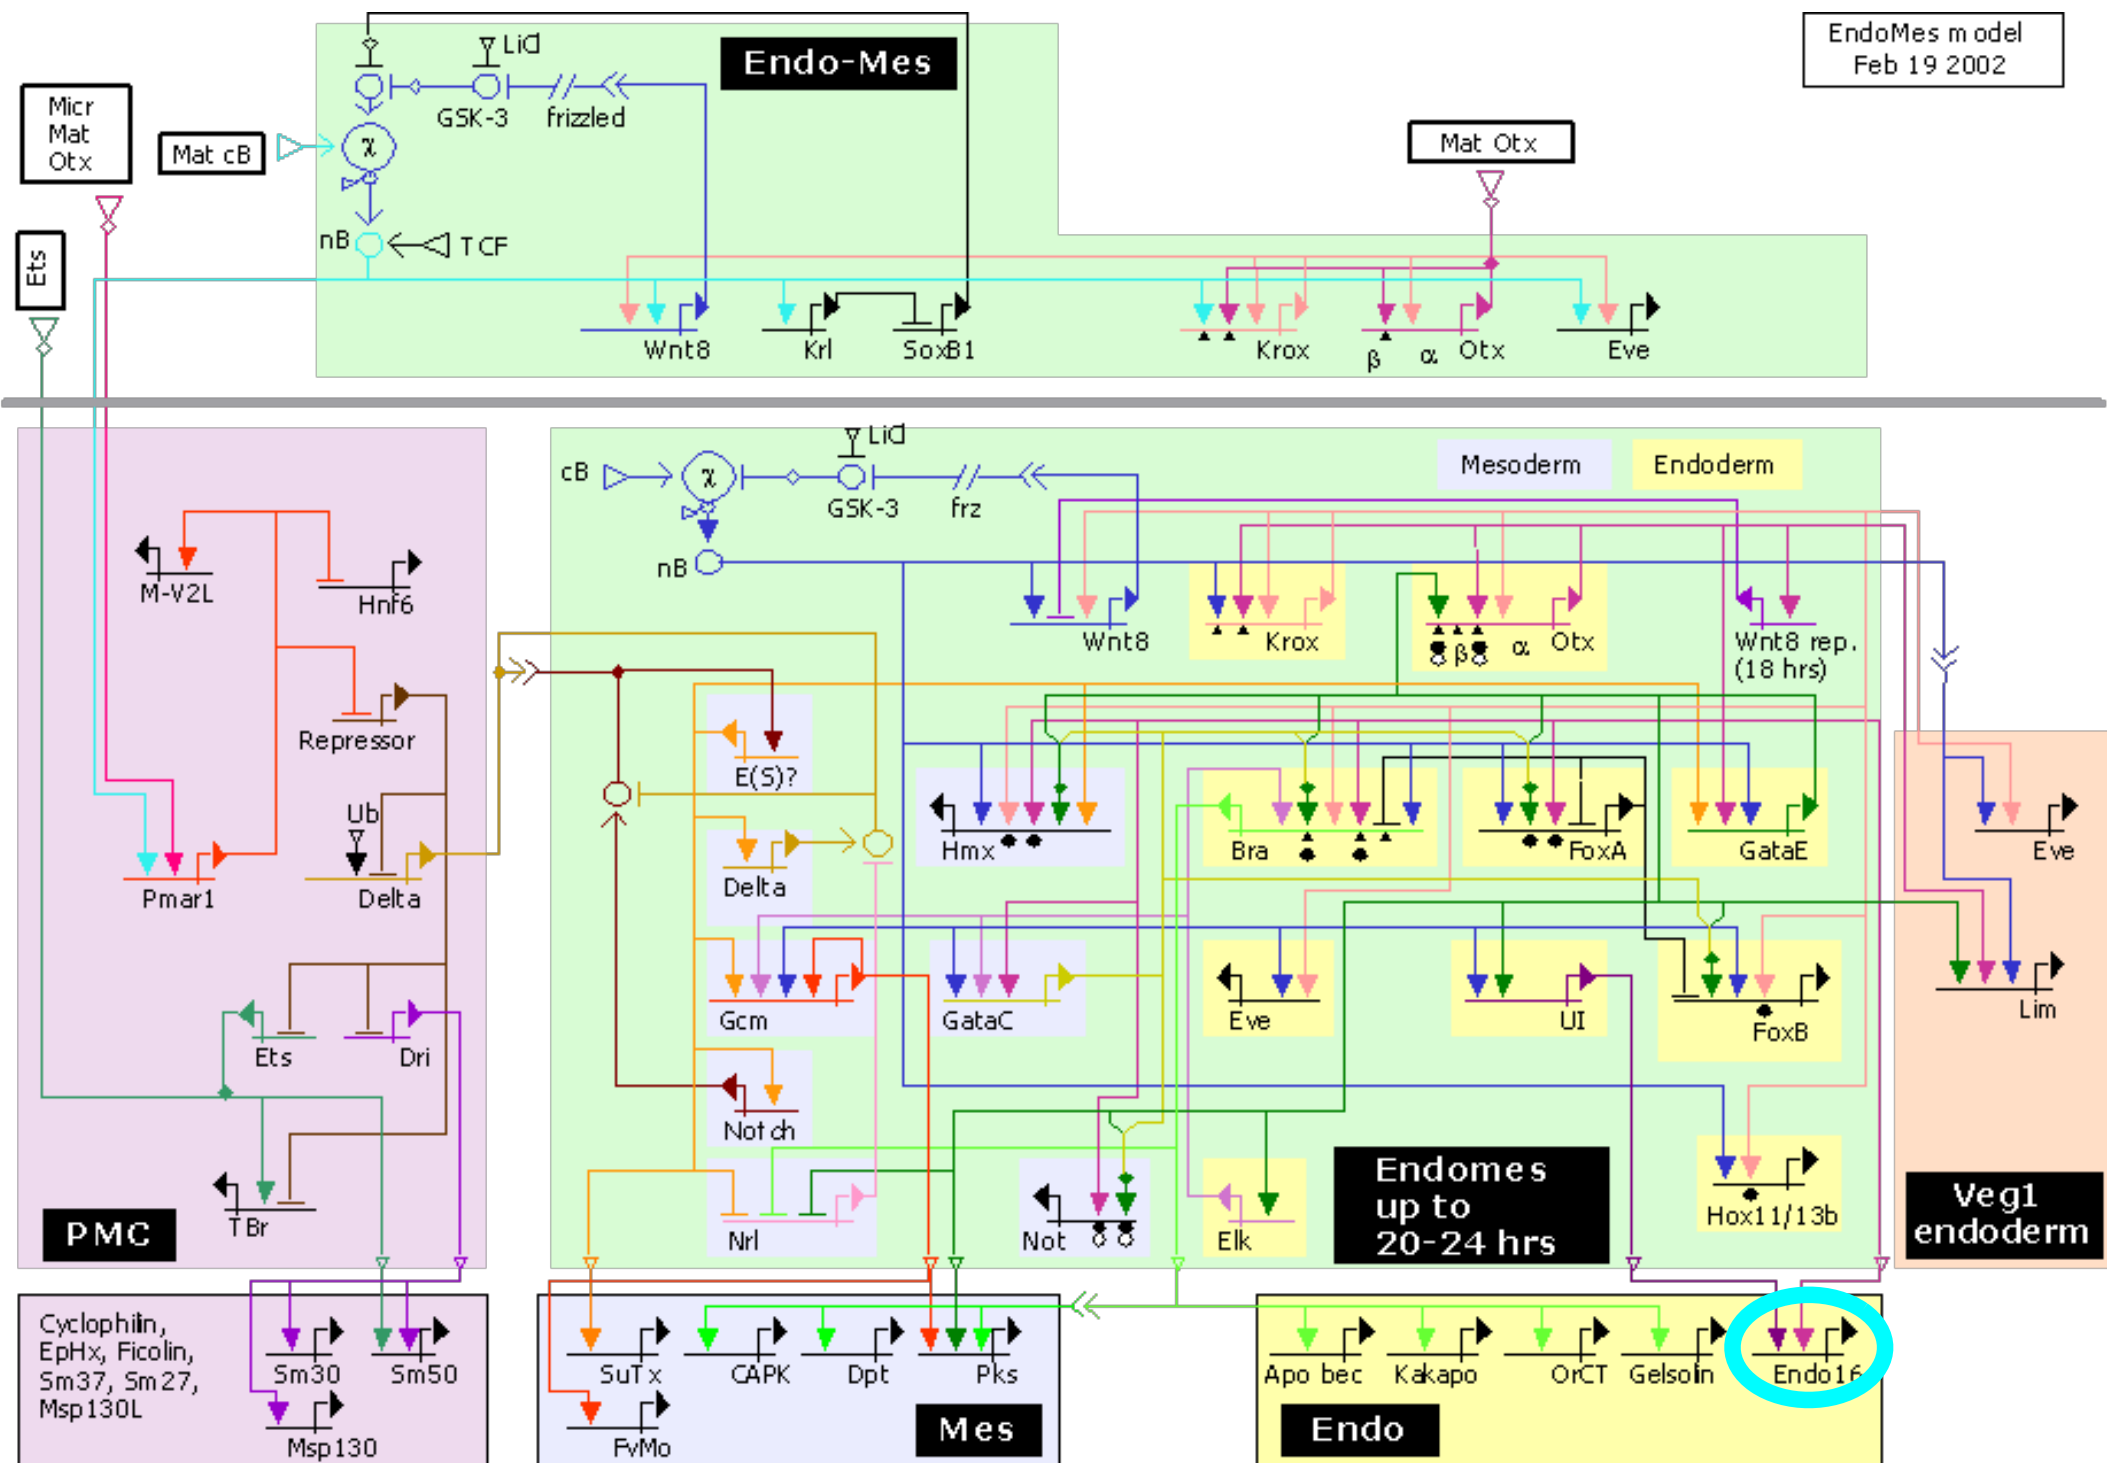 EndoMes model
Feb 19 2002
LiCl
Endo-Mes
Micr
Mat
Otx
GSK-3
frizzled
Mat cB
χ
Mat Otx
Ets
nB
TCF
Wnt8
Krl
SoxB1
Krox
β
α
Otx
Eve
LiCl
cB
χ
GSK-3
frz
Mesoderm
Endoderm
nB
M-V2L
Hnf6
Wnt8
Krox
β
α
Otx
Wnt8 rep.
(18 hrs)
Repressor
E(S)?
Ub
Hmx
Bra
FoxA
GataE
Eve
Pmar1
Delta
Delta
Gcm
GataC
Eve
UI
FoxB
Lim
Ets
Dri
Notch
TBr
PMC
Nrl
Not
Elk
Endomes
up to
20-24 hrs
Hox11/13b
Veg1
endoderm
Cyclophilin,
EpHx, Ficolin,
Sm37, Sm27,
Msp130L
Sm30
Sm50
Msp130
SuTx
CAPK
Dpt
Pks
FvMo
Mes
Apo bec
Kakapo
OrCT
Gelsolin
Endo16
Endo